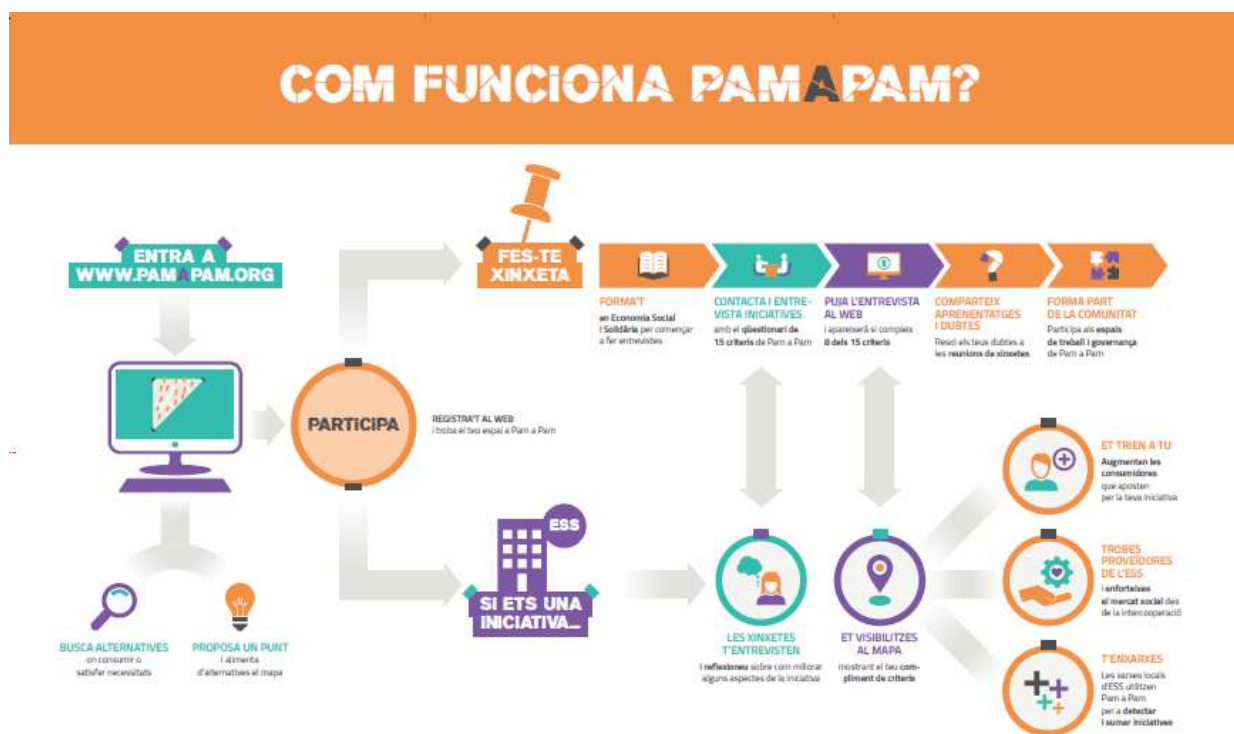 COM FUNCIONA PAMAPAM?
ENTRA A
WWW.PAMAPAM.ORG
BUSCA ALTERNATIVES
on consumir o
satisfer necessitats
PROPOSA UN PUNT
i alimenta
d'alternatives el mapa
PARTICIPA
REGISTRA'T AL WEB
i troba el teu espai a Pam a Pam
FES-TE
XINXETA
FORMA'T
en Economia Social
i Solidària per començar
a fer entrevistes
CONTACTA I ENTRE-
VISTA INICIATIVES
amb el qüestionari de
15 criteris de Pam a Pam
PUJA L'ENTREVISTA
AL WEB
i apareixerà si compleix
8 dels 15 criteris
COMPARTEIX
APRENENTATGES
I DUBTES
Resol els teus dubtes a
les reunions de xinxetes
FORMA PART
DE LA COMUNITAT
Participa als espais
de treball i governança
de Pam a Pam
ESS
SI ETS UNA
INICIATIVA...
LES XINXETES
T'ENTREVISTEN
i reflexioneu sobre com millorar
alguns aspectes de la iniciativa
ET VISIBILITZES
AL MAPA
mostrant el teu com-
pliment de criteris
ET TRIEN A TU
Augmenten les
consumidores
que aposten
per la teva iniciativa
TROBES
PROVEÏDORES
DE L'ESS
i enforteixes
el mercat social des
de la intercooperació
T'ENXARXES
Les xarxes locals
d'ESS utilitzen
Pam a Pam
per a detectar
i sumar iniciatives